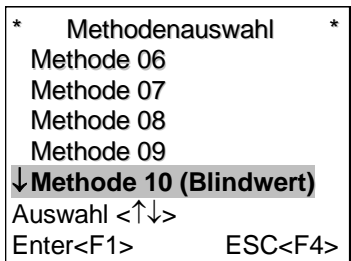 * Methodenauswahl *
Methode 06
Methode 07
Methode 08
Methode 09
↓Methode 10 (Blindwert)
Auswahl <↑↓>
Enter<F1> ESC<F4>